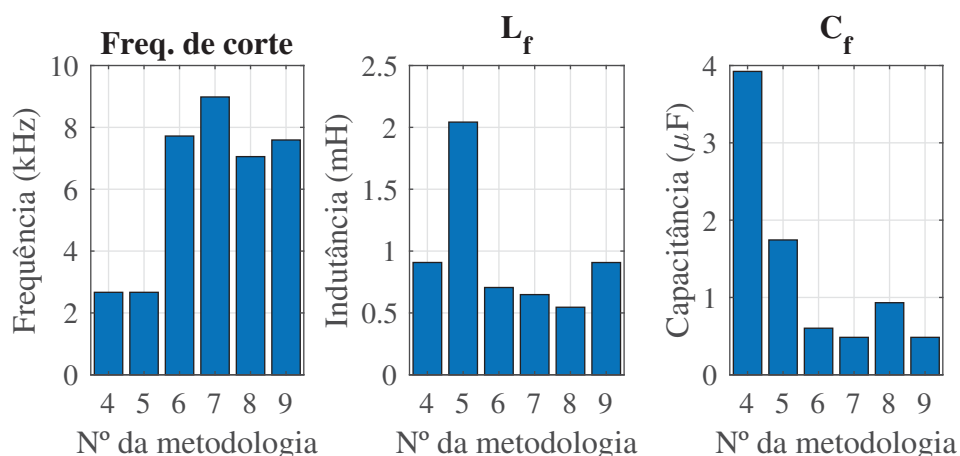 Freq. de corte
10
8
6
4
2
0
Frequência (kHz)
4 5 6 7 8 9
Nº da metodologia
L_f
2.5
2
1.5
1
0.5
0
Indutância (mH)
4 5 6 7 8 9
Nº da metodologia
C_f
4
3
2
1
0
Capacitância (μF)
4 5 6 7 8 9
Nº da metodologia